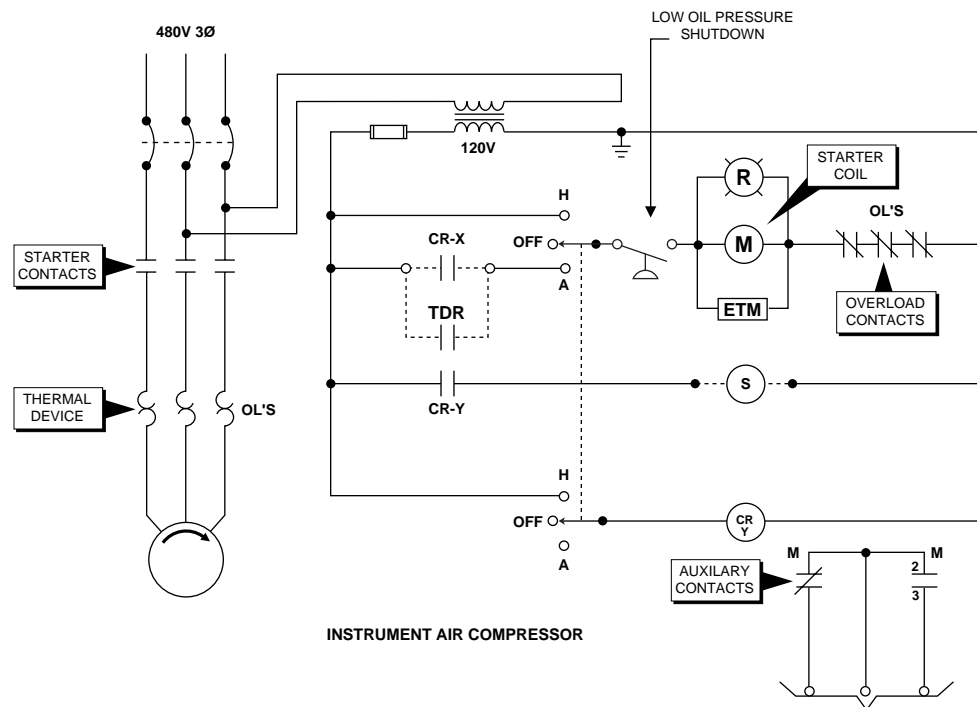 LOW OIL PRESSURE
SHUTDOWN
480V 3Ø
120V
STARTER
COIL
R
H
OL'S
CR-X
OFF
M
STARTER
CONTACTS
A
TDR
ETM
OVERLOAD
CONTACTS
THERMAL
DEVICE
OL'S
CR-Y
S
H
OFF
CR
Y
A
M
M
AUXILARY
CONTACTS
2
3
INSTRUMENT AIR COMPRESSOR